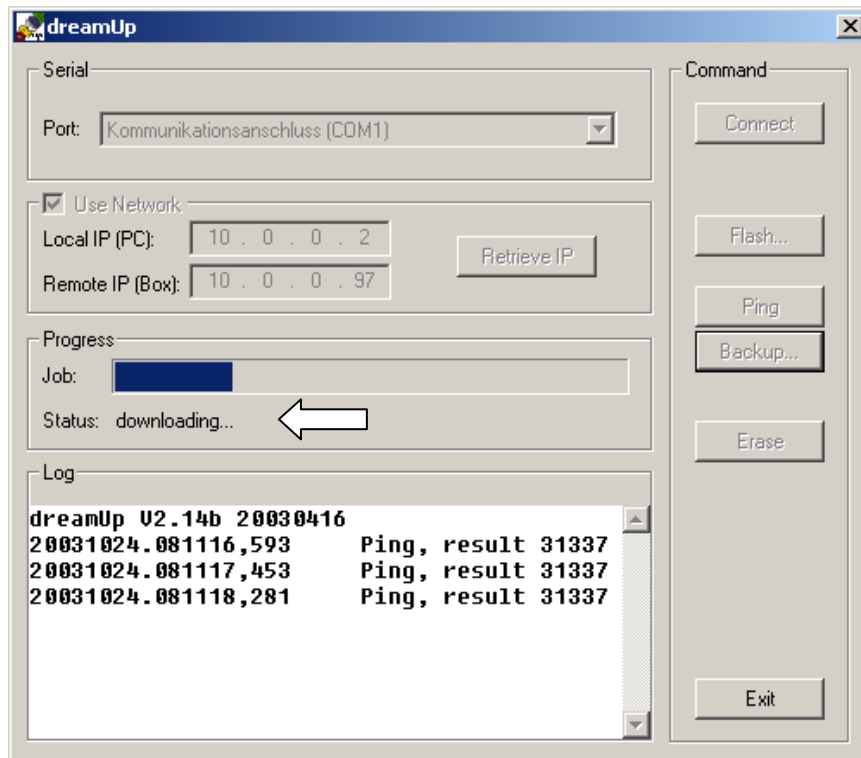 dreamUp
Serial
Port: Kommunikationsanschluss (COM1)
Use Network
Local IP (PC): 10 . 0 . 0 . 2
Remote IP (Box): 10 . 0 . 0 . 97
Retrieve IP
Progress
Job:
Status: downloading...
Log
dreamUp V2.14b 20030416
20031024.081116,593 Ping, result 31337
20031024.081117,453 Ping, result 31337
20031024.081118,281 Ping, result 31337
Command
Connect
Flash...
Ping
Backup...
Erase
Exit